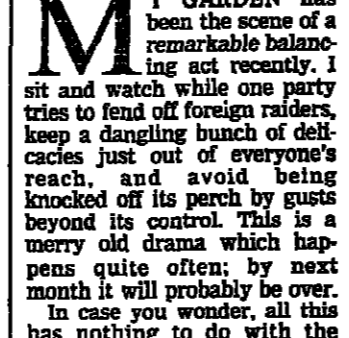 MY GARDEN has
been the scene of a
remarkable balanc-
ing act recently. I
sit and watch while one party
tries to fend off foreign raiders,
keep a dangling bunch of deli-
cacies just out of everyone's
reach, and avoid being
knocked off its perch by gusts
beyond its control. This is a
merry old drama which hap-
pens quite often; by next
month it will probably be over.
In case you wonder, all this
has nothing to do with the